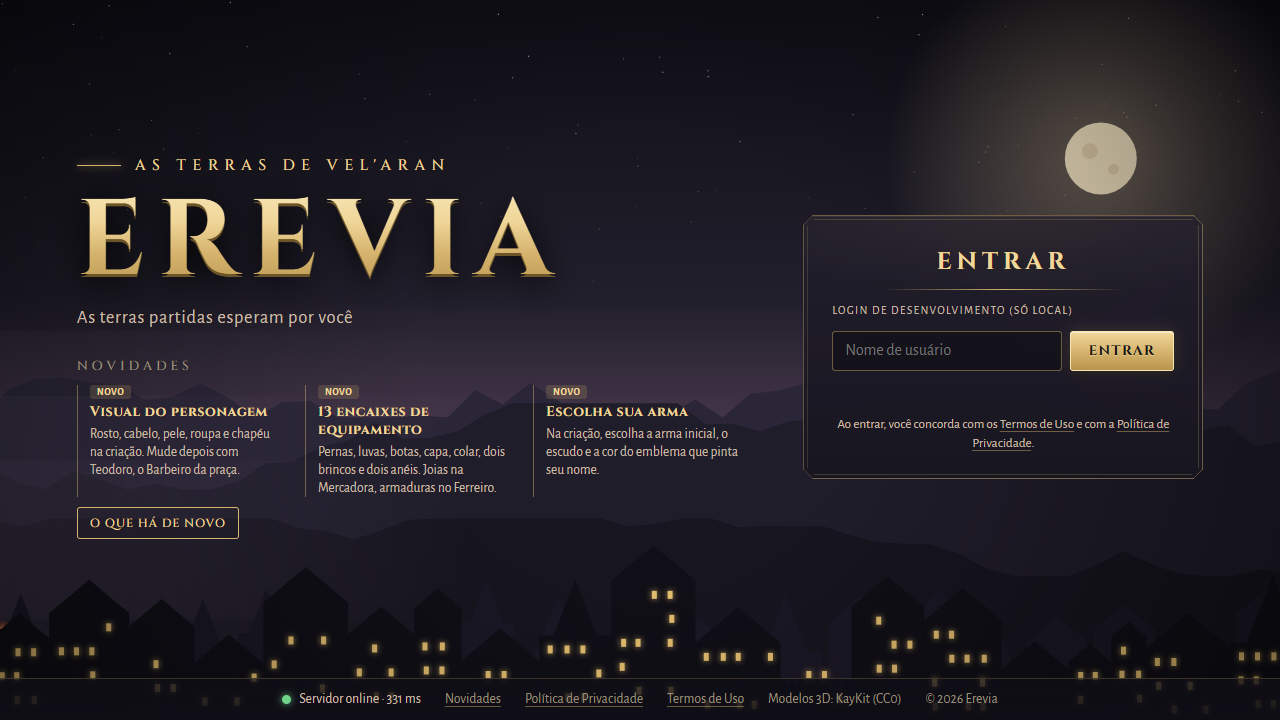 AS TERRAS DE VEL'ARAN
EREVIA
As terras partidas esperam por você
NOVIDADES
NOVO
Visual do personagem
Rosto, cabelo, pele, roupa e chapéu
na criação. Mude depois com
Teodoro, o Barbeiro da praça.
NOVO
13 encaixes de
equipamento
Pernas, luvas, botas, capa, colar, dois
brincos e dois anéis. Joias na
Mercadora, armaduras no Ferreiro.
NOVO
Escolha sua arma
Na criação, escolha a arma inicial, o
escudo e a cor do emblema que pinta
seu nome.
O QUE HÁ DE NOVO
ENTRAR
LOGIN DE DESENVOLVIMENTO (SÓ LOCAL)
Nome de usuário
ENTRAR
Ao entrar, você concorda com os Termos de Uso e com a Política de
Privacidade.
Servidor online · 331 ms
Novidades
Política de Privacidade
Termos de Uso
Modelos 3D: KayKit (CC0)
© 2026 Erevia